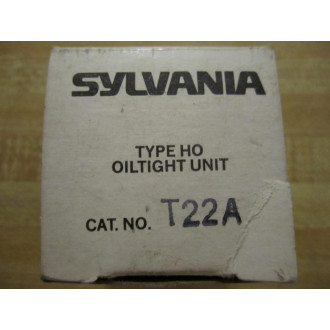 SYLVANIA
TYPE HO
OILTIGHT UNIT
CAT. NO. T22A